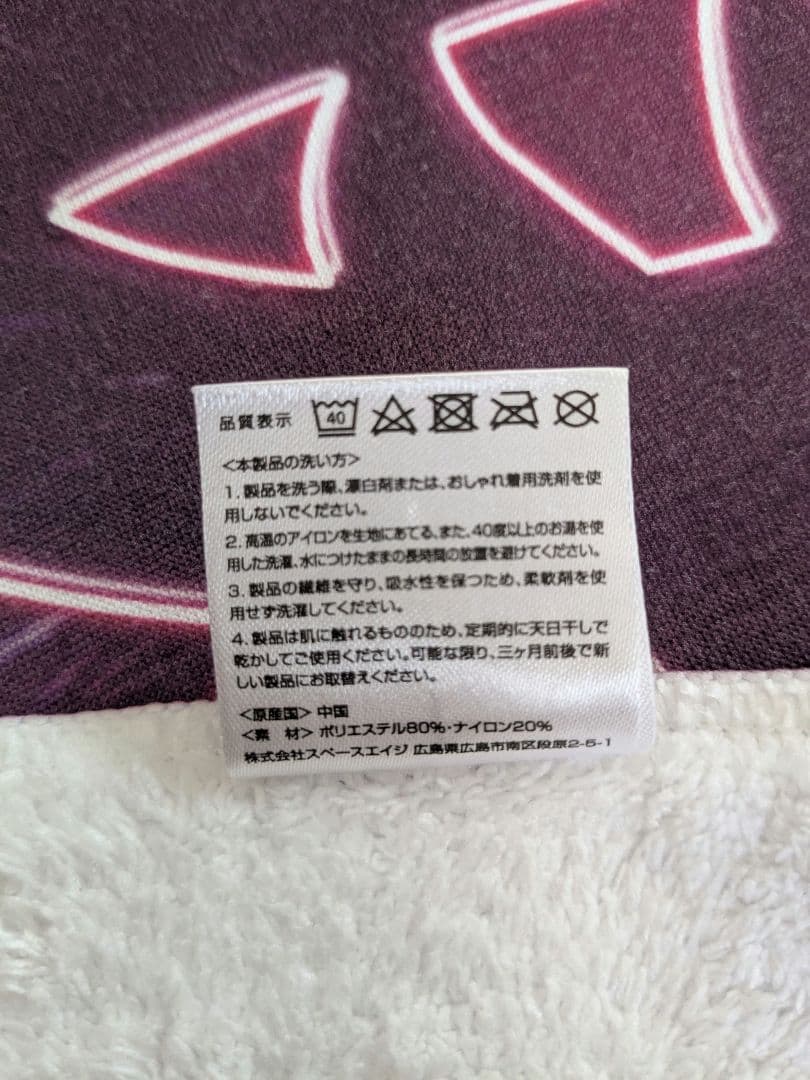 品質表示 40
<本製品の洗い方>
1. 製品を洗う際、漂白剤または、おしゃれ着用洗剤を使
用しないでください。
2. 高温のアイロンを生地にあてる、また、40度以上のお湯を使
用した洗濯、水につけたままの長時間の放置を避けてください。
3. 製品の繊維を守り、吸水性を保つため、柔軟剤を使
用せず洗濯してください。
4. 製品は肌に触れるもののため、定期的に天日干しで
乾かしてご使用ください。可能な限り、三ヶ月前後で新
しい製品にお取替えください。
<原産国> 中国
<素 材> ポリエステル80%・ナイロン20%
株式会社スペースエイジ 広島県広島市南区段原2-5-1